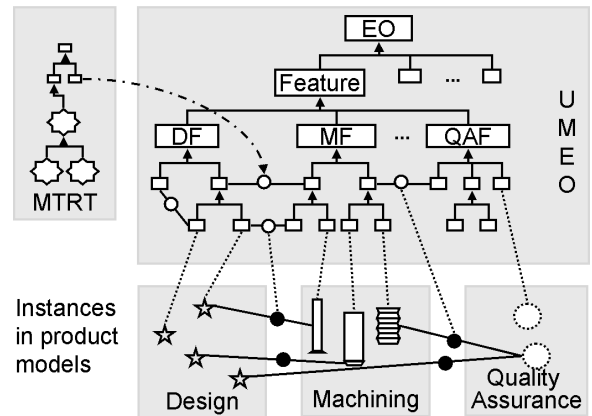 EO
Feature
...
DF
MF
...
QAF
U
M
E
O
MTRT
Instances
in product
models
Design
Machining
Quality
Assurance